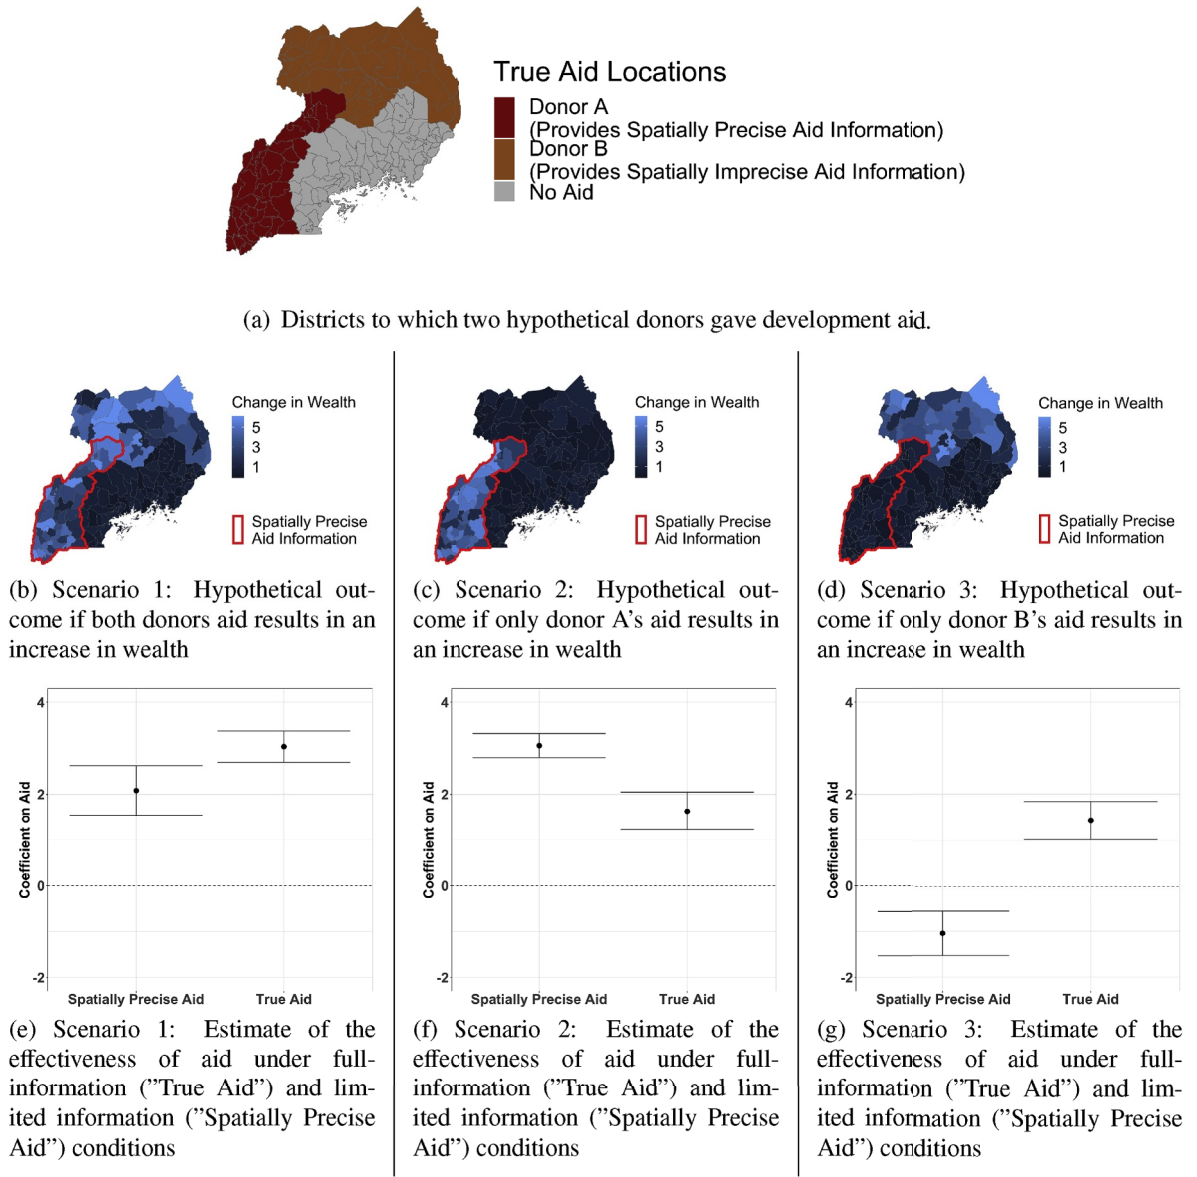 True Aid Locations
Donor A
(Provides Spatially Precise Aid Information)
Donor B
(Provides Spatially Imprecise Aid Information)
No Aid
(a) Districts to which two hypothetical donors gave development aid.
Change in Wealth
5
3
1
Spatially Precise
Aid Information
(b) Scenario 1: Hypothetical out-
come if both donors aid results in an
increase in wealth
Change in Wealth
5
3
1
Spatially Precise
Aid Information
(c) Scenario 2: Hypothetical out-
come if only donor A's aid results in
an increase in wealth
Change in Wealth
5
3
1
Spatially Precise
Aid Information
(d) Scenario 3: Hypothetical out-
come if only donor B's aid results in
an increase in wealth
4
2
0
-2
Coefficient on Aid
Spatially Precise Aid
True Aid
(e) Scenario 1: Estimate of the
effectiveness of aid under full-
information ("True Aid") and lim-
ited information ("Spatially Precise
Aid") conditions
4
2
0
-2
Coefficient on Aid
Spatially Precise Aid
True Aid
(f) Scenario 2: Estimate of the
effectiveness of aid under full-
information ("True Aid") and lim-
ited information ("Spatially Precise
Aid") conditions
4
2
0
-2
Coefficient on Aid
Spatially Precise Aid
True Aid
(g) Scenario 3: Estimate of the
effectiveness of aid under full-
information ("True Aid") and lim-
ited information ("Spatially Precise
Aid") conditions